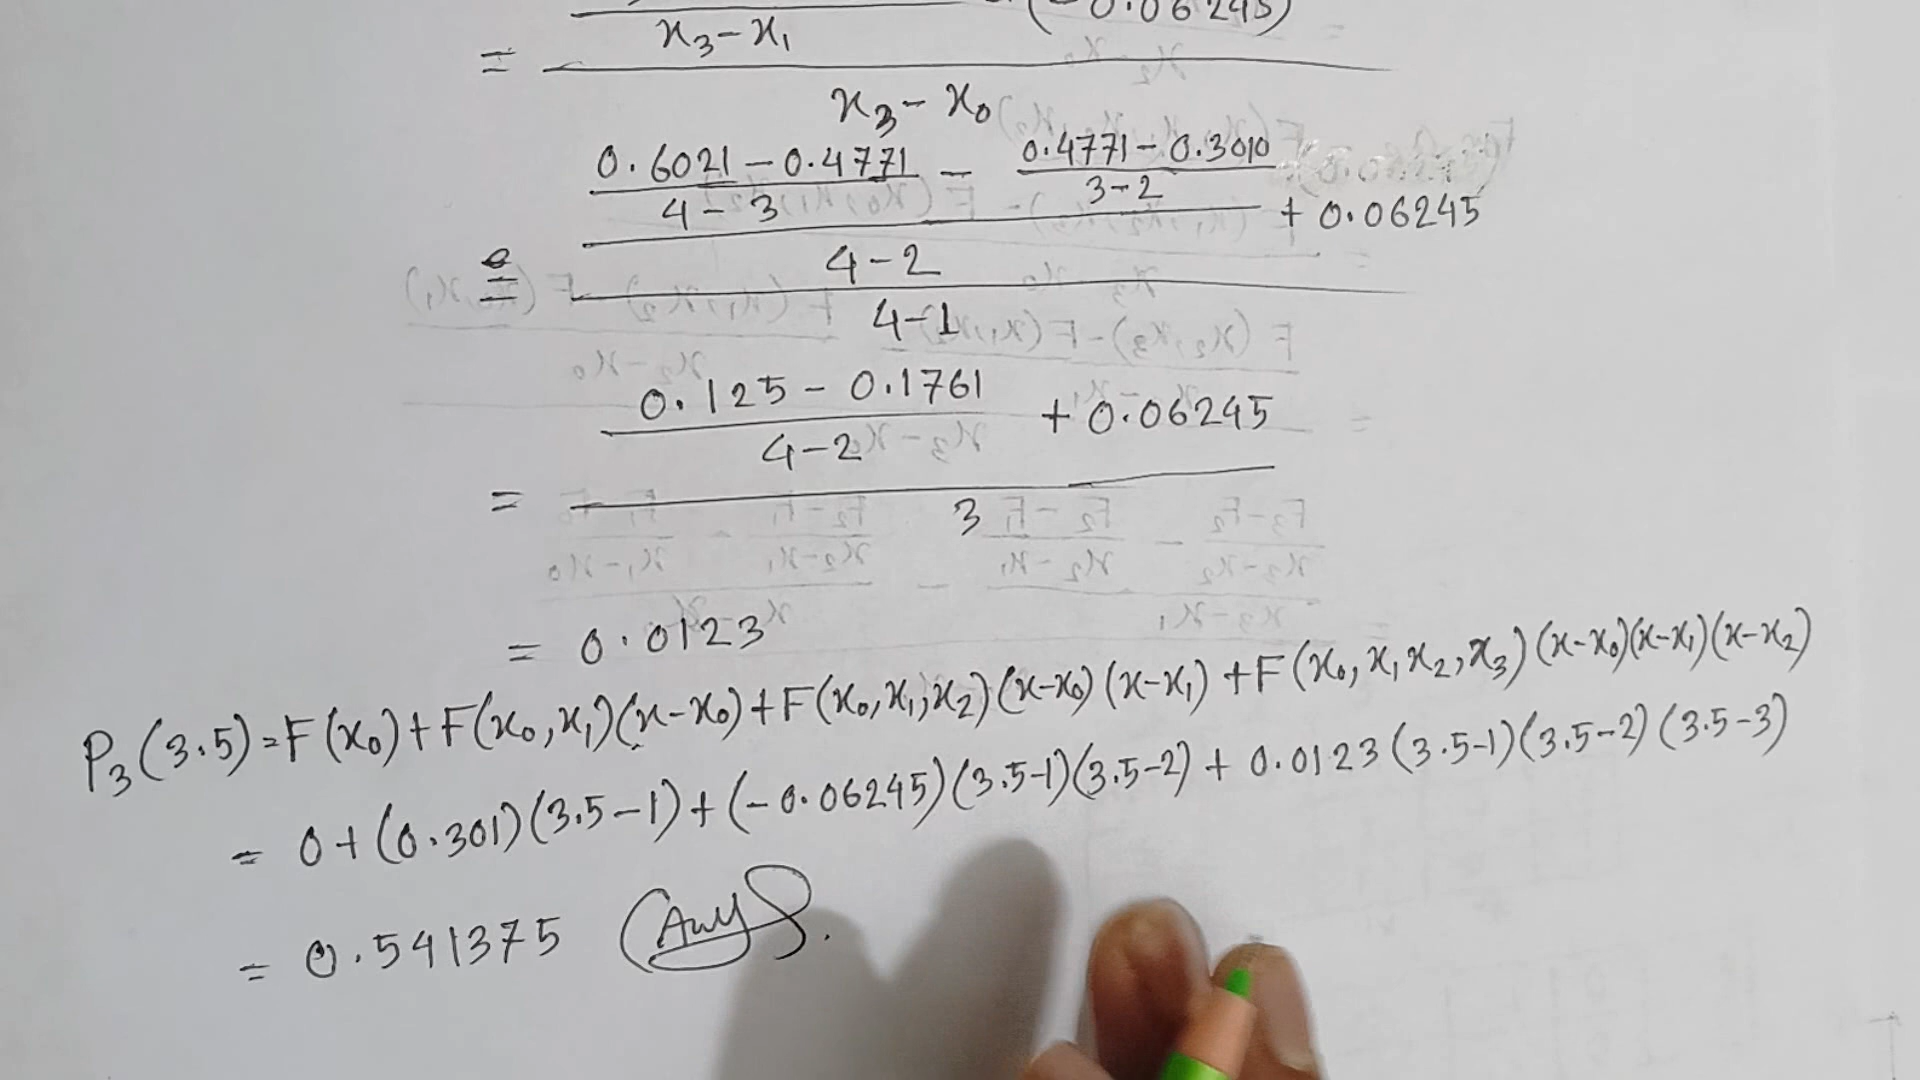 x₃-x₁ (-0.06245)
=
x₃-x₀
0.6021-0.4771 - 0.4771-0.3010
4-3 3-2 + 0.06245
=
4-2
4-1
0.125-0.1761 + 0.06245
4-2
=
3
= 0.0123
P₃(3.5)=F(x₀)+F(x₀,x₁)(x-x₀)+F(x₀,x₁,x₂)(x-x₀)(x-x₁)+F(x₀,x₁x₂,x₃)(x-x₀)(x-x₁)(x-x₂)
= 0+(0.301)(3.5-1)+(-0.06245)(3.5-1)(3.5-2)+0.0123(3.5-1)(3.5-2)(3.5-3)
= 0.541375